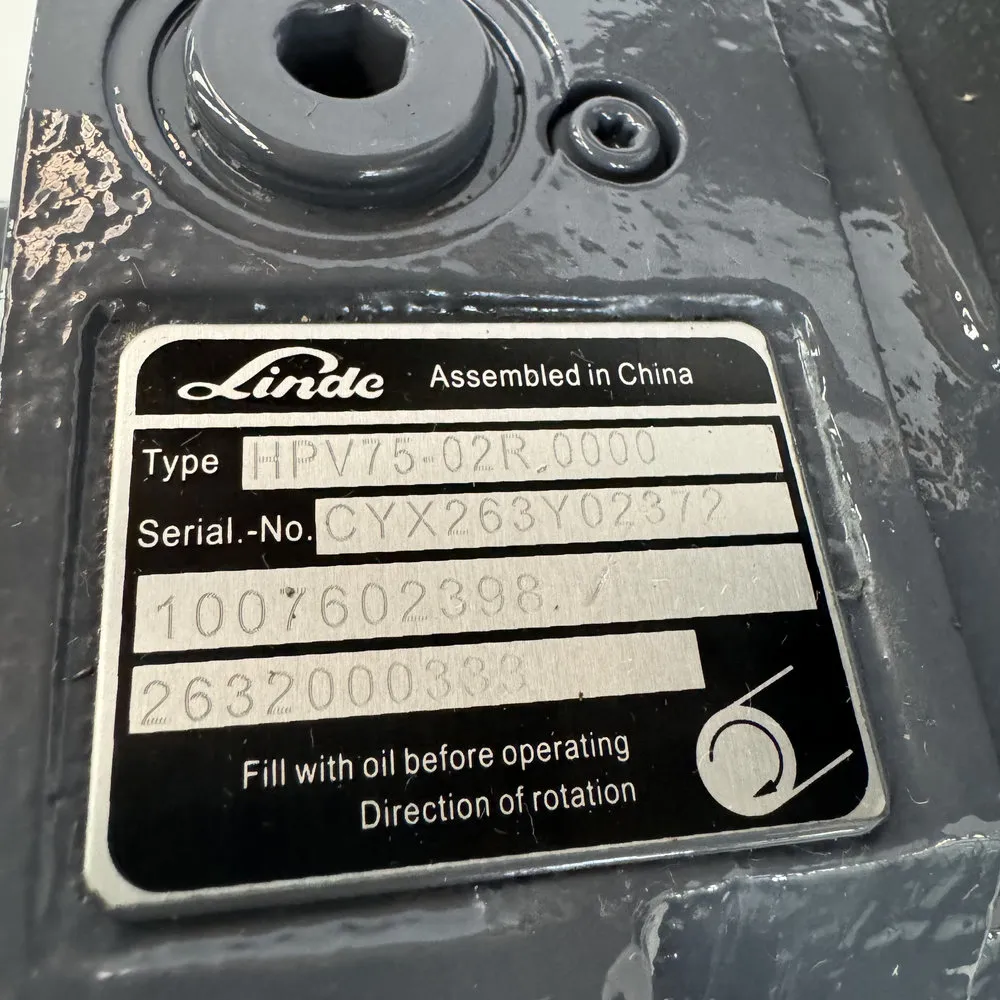 Linde Assembled in China
Type HPV75-02R.0000
Serial.-No. CYX263Y02372
1007602398 /
2632000333
Fill with oil before operating
Direction of rotation